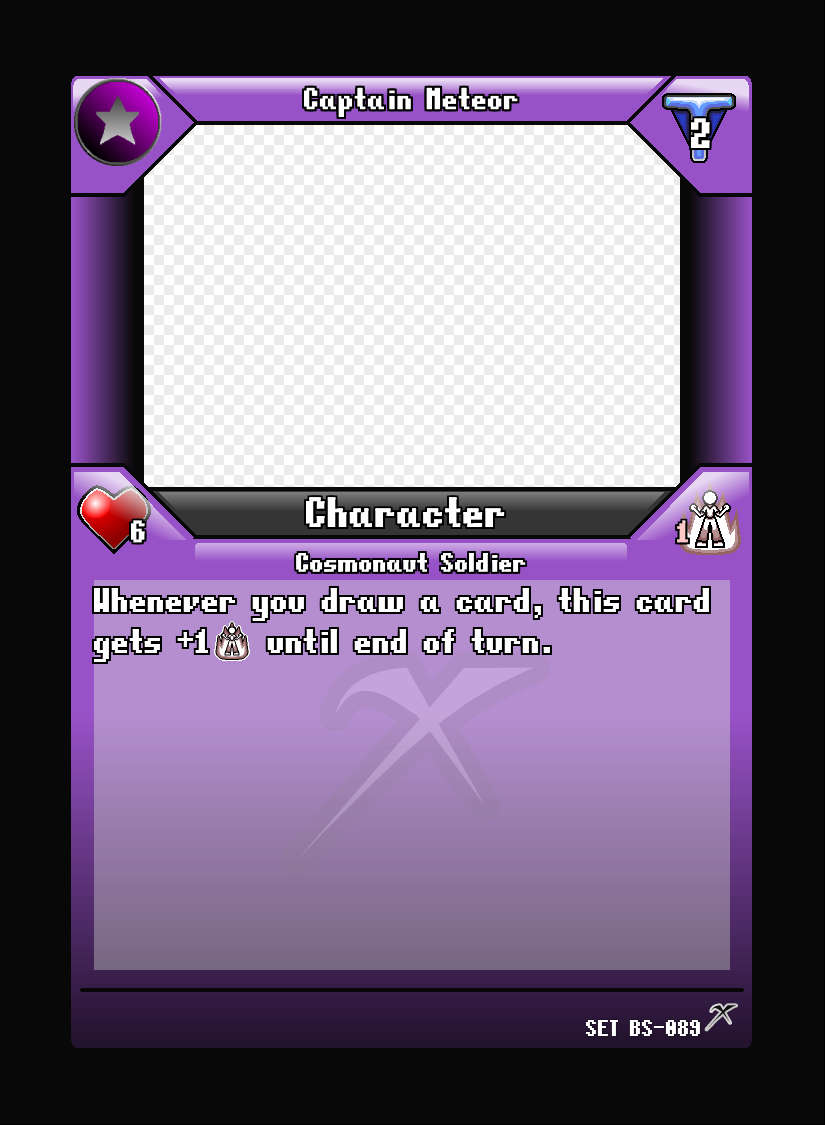 Captain Meteor
2
6
Character
1
Cosmonaut Soldier
Whenever you draw a card, this card
gets +1 until end of turn.
SET BS-089